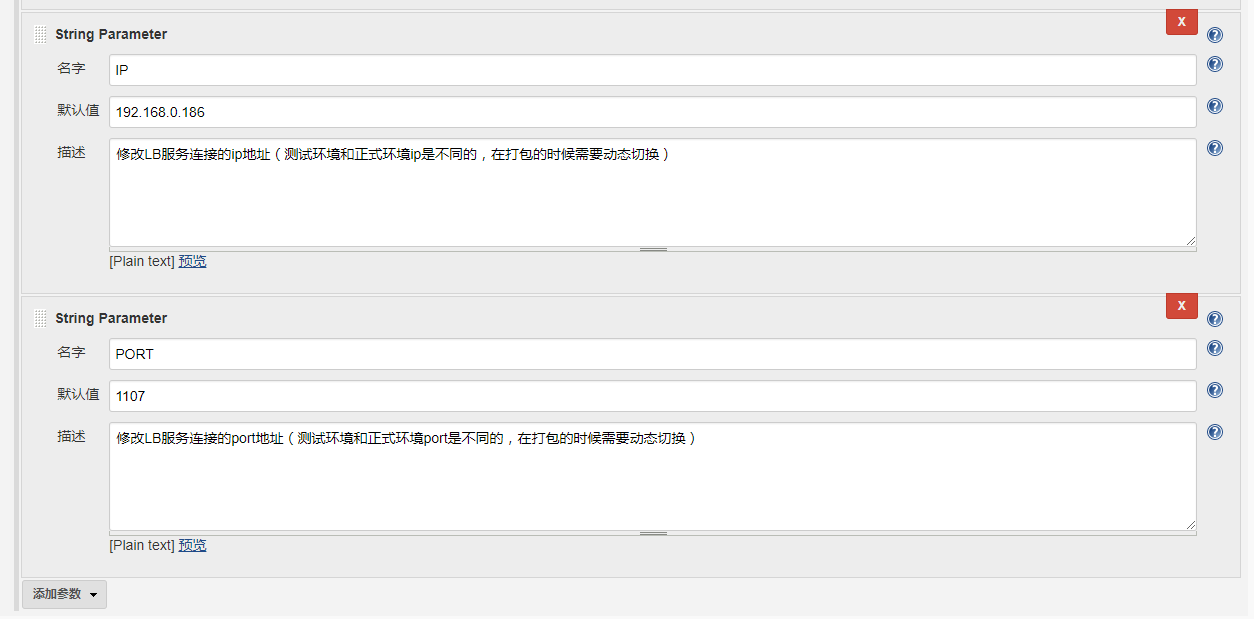 String Parameter
X
名字
IP
默认值
192.168.0.186
描述
修改LB服务连接的ip地址（测试环境和正式环境ip是不同的，在打包的时候需要动态切换）
[Plain text] 预览
String Parameter
X
名字
PORT
默认值
1107
描述
修改LB服务连接的port地址（测试环境和正式环境port是不同的，在打包的时候需要动态切换）
[Plain text] 预览
添加参数